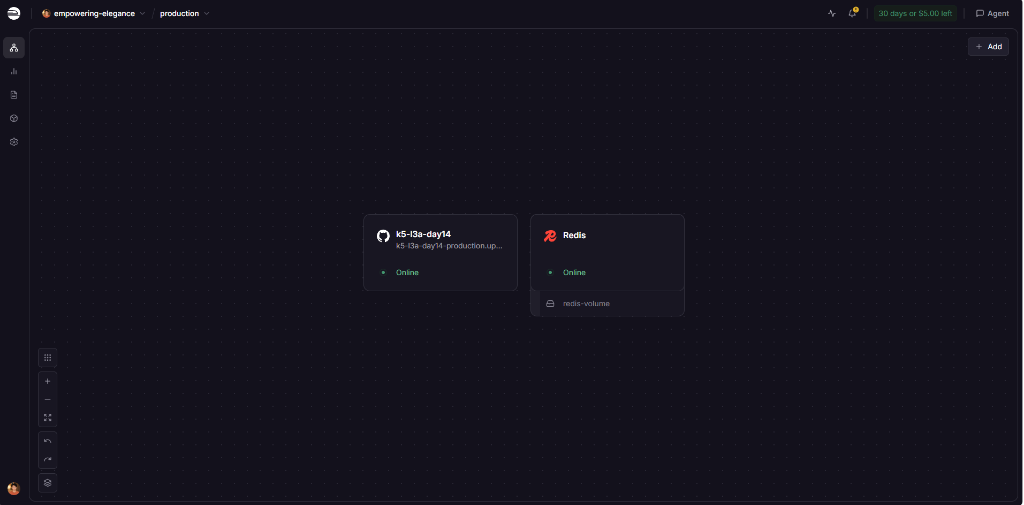 empowering-elegance
production
30 days or $5.00 left
Agent
Add
k5-l3a-day14
k5-l3a-day14-production.up...
Online
Redis
Online
redis-volume